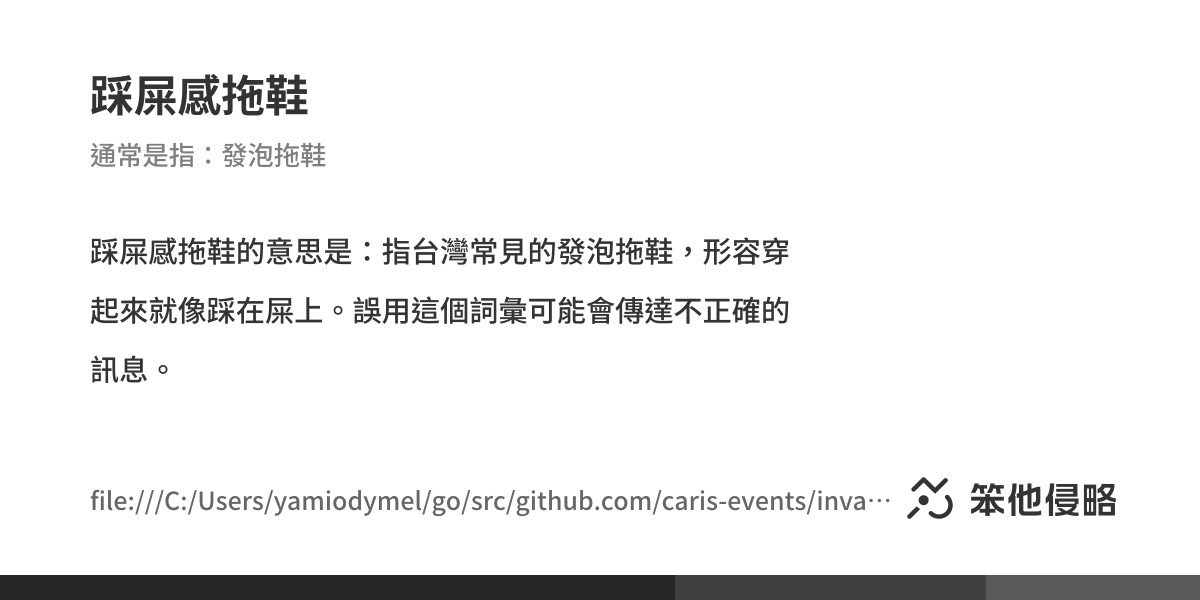 踩屎感拖鞋
通常是指：發泡拖鞋
踩屎感拖鞋的意思是：指台灣常見的發泡拖鞋，形容穿
起來就像踩在屎上。誤用這個詞彙可能會傳達不正確的
訊息。
file:///C:/Users/yamiodymel/go/src/github.com/caris-events/inva…
笨他侵略